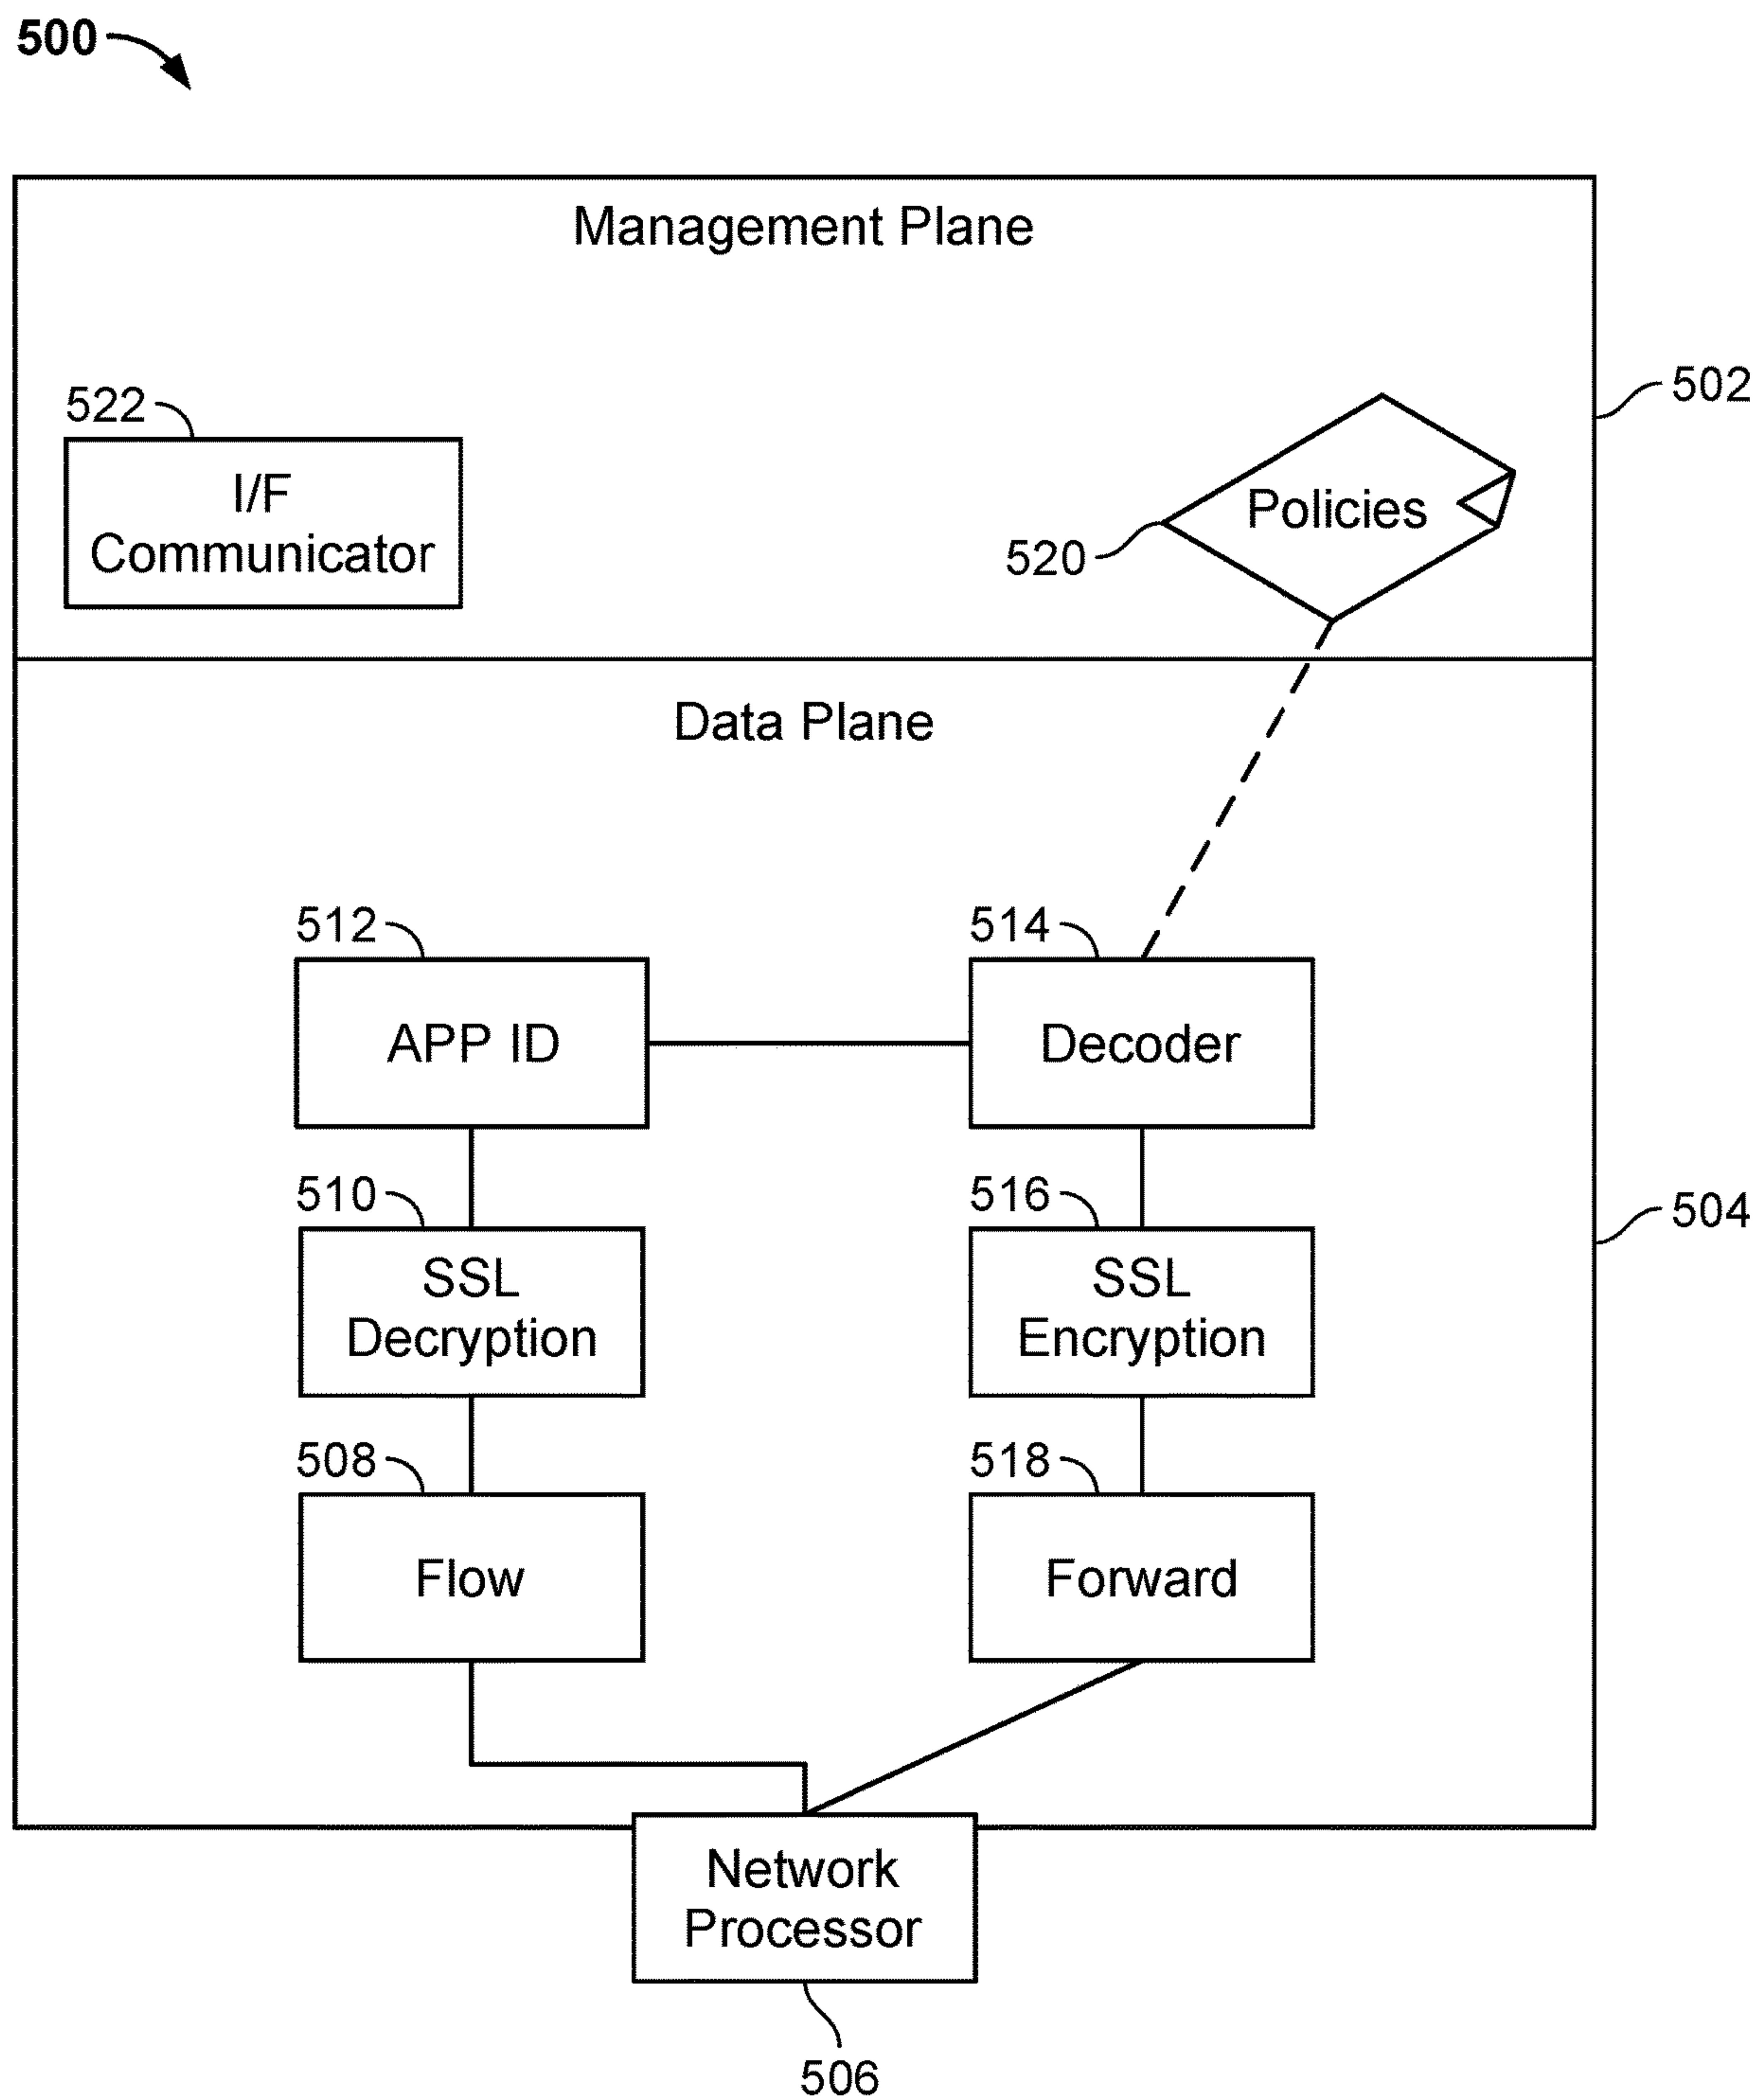 500
Management Plane
502
522
I/F
Communicator
Policies
520
Data Plane
512
514
APP ID
Decoder
510
516
504
SSL
Decryption
SSL
Encryption
508
518
Flow
Forward
Network
Processor
506